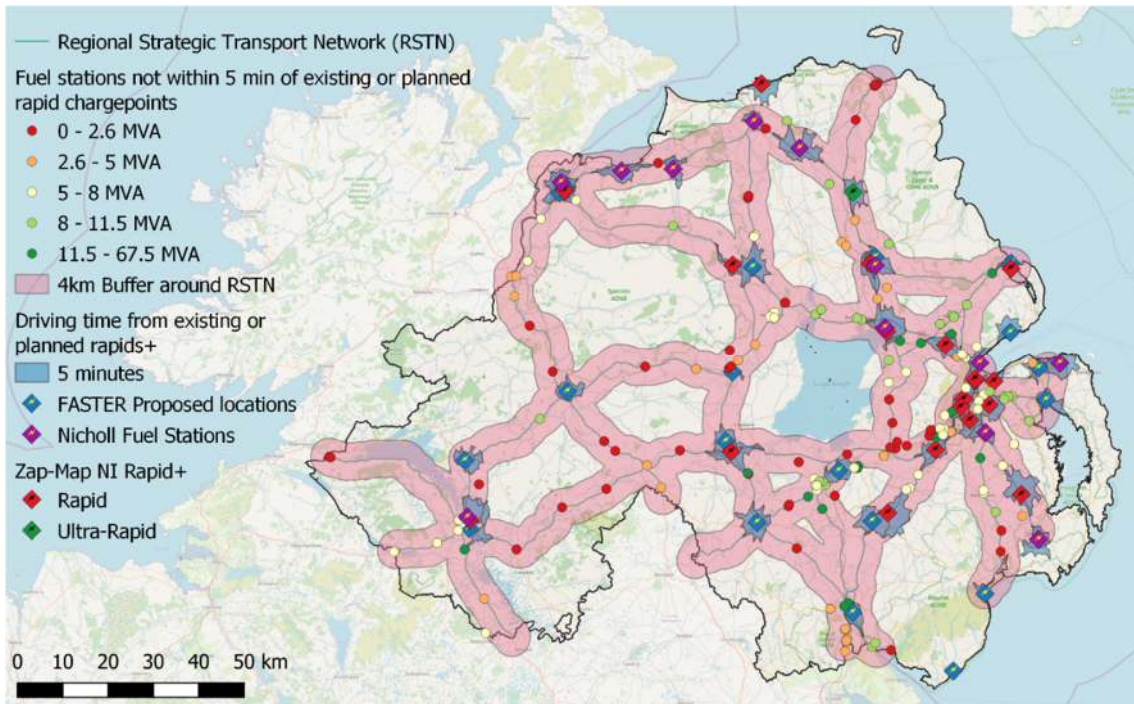 Regional Strategic Transport Network (RSTN)
Fuel stations not within 5 min of existing or planned
rapid chargepoints
0 - 2.6 MVA
2.6 - 5 MVA
5 - 8 MVA
8 - 11.5 MVA
11.5 - 67.5 MVA
4km Buffer around RSTN
Driving time from existing or
planned rapids+
5 minutes
FASTER Proposed locations
Nicholl Fuel Stations
Zap-Map NI Rapid+
Rapid
Ultra-Rapid
0 10 20 30 40 50 km
Sperrin
AONB